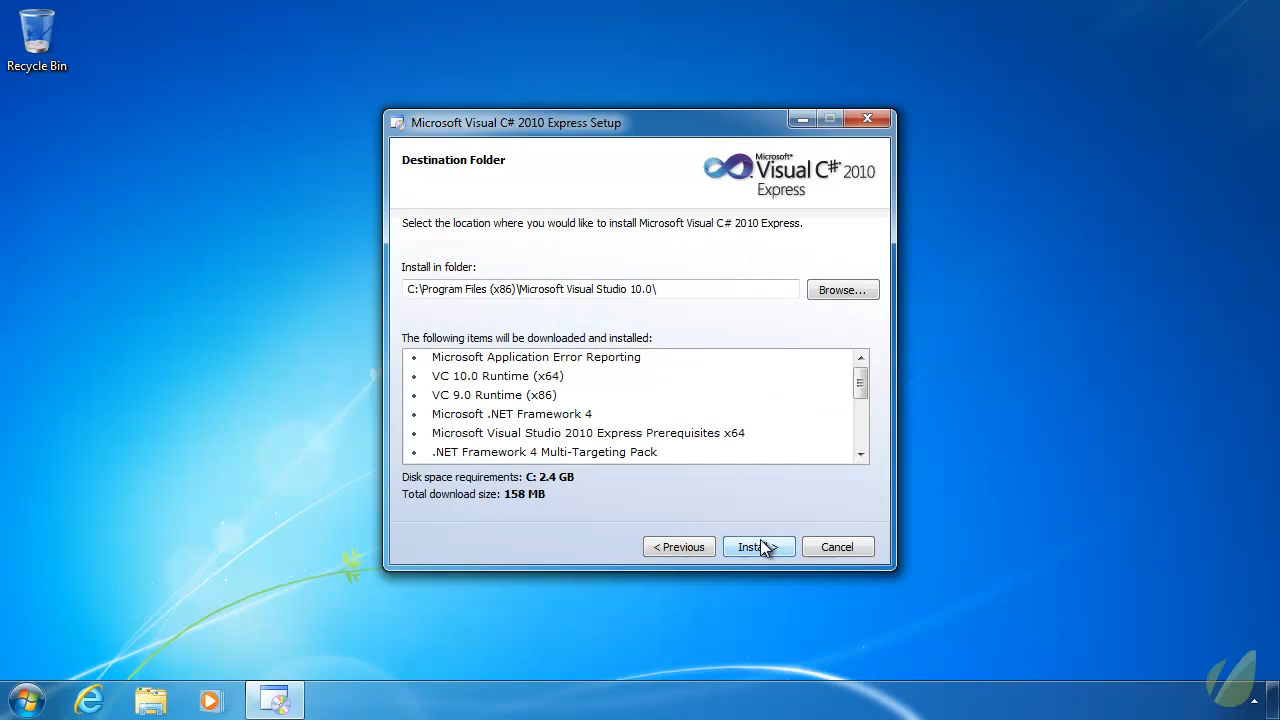 Recycle Bin
Microsoft Visual C# 2010 Express Setup
Destination Folder
Microsoft®
Visual C#® 2010
Express
Select the location where you would like to install Microsoft Visual C# 2010 Express.
Install in folder:
C:\Program Files (x86)\Microsoft Visual Studio 10.0\
Browse...
The following items will be downloaded and installed:
• Microsoft Application Error Reporting
• VC 10.0 Runtime (x64)
• VC 9.0 Runtime (x86)
• Microsoft .NET Framework 4
• Microsoft Visual Studio 2010 Express Prerequisites x64
• .NET Framework 4 Multi-Targeting Pack
Disk space requirements: C: 2.4 GB
Total download size: 158 MB
< Previous
Install >
Cancel